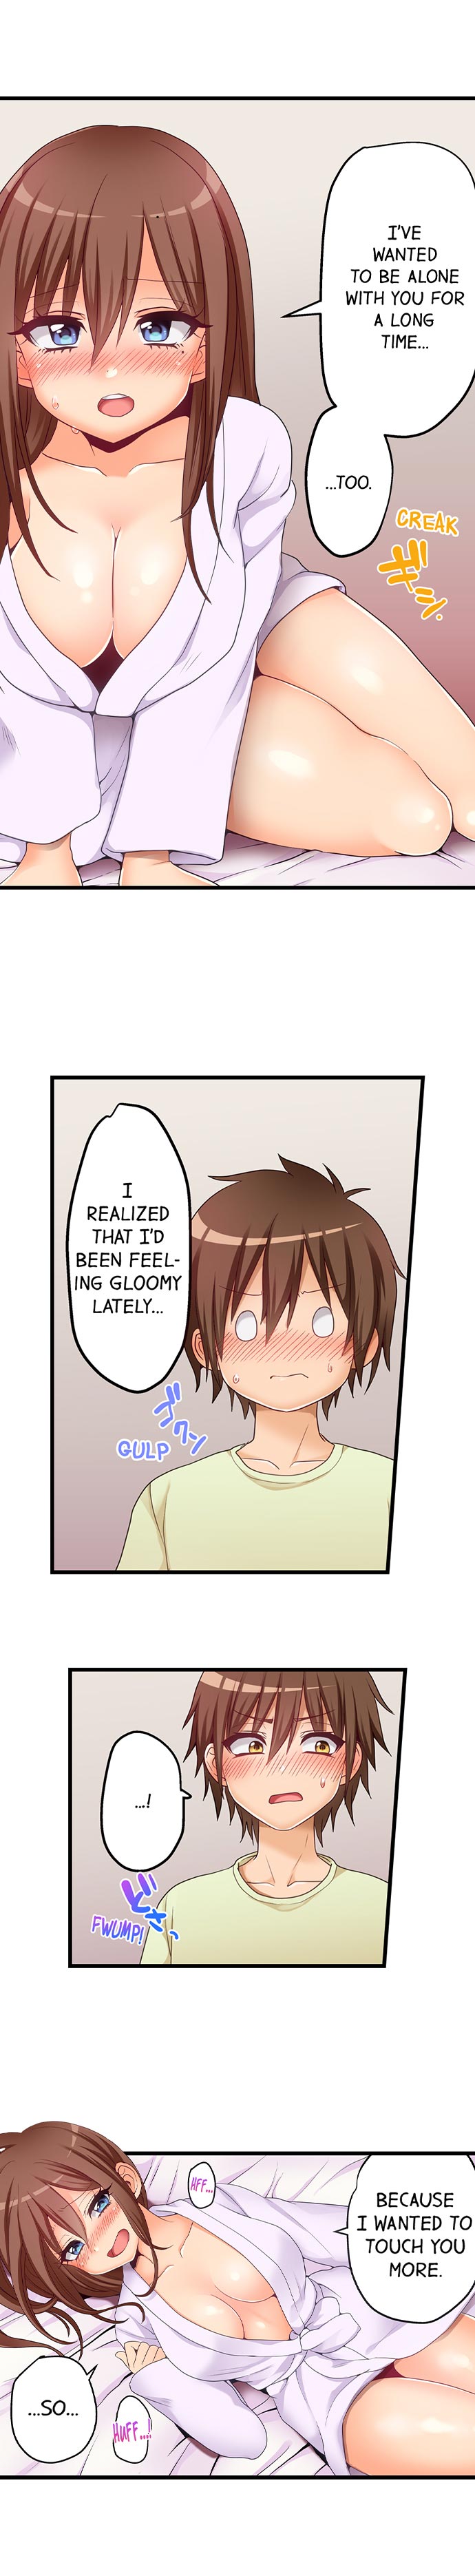 I'VE
WANTED
TO BE ALONE
WITH YOU FOR
A LONG
TIME...
...TOO.
CREAK
ギシ
I
REALIZED
THAT I'D
BEEN FEEL-
ING GLOOMY
LATELY...
ゴクン
GULP
...!
どさっ
FWUMP!
HFF...
BECAUSE
I WANTED TO
TOUCH YOU
MORE.
...SO...
HUFF...!